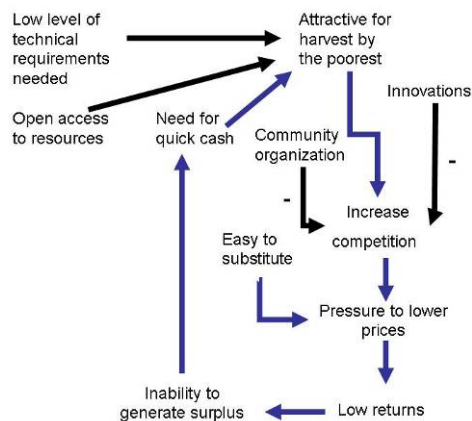 Low level of
technical
requirements
needed
Attractive for
harvest by
the poorest
Innovations
Open access
to resources
Need for
quick cash
Community
organization
-
-
Increase
competition
Easy to
substitute
Pressure to lower
prices
Inability to
generate surplus
Low returns